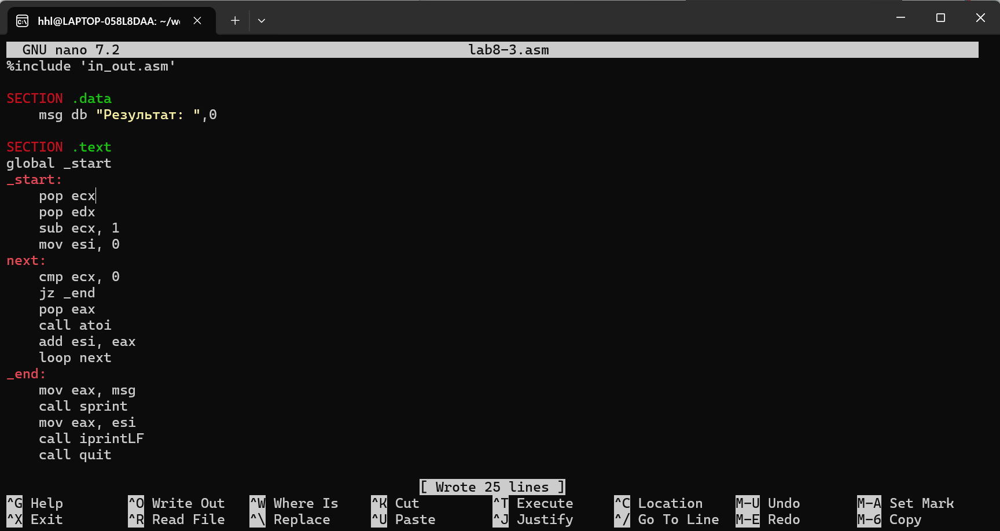 hhl@LAPTOP-058L8DAA: ~/w
GNU nano 7.2 lab8-3.asm
%include 'in_out.asm'
SECTION .data
msg db "Результат: ",0
SECTION .text
global _start
_start:
pop ecx
pop edx
sub ecx, 1
mov esi, 0
next:
cmp ecx, 0
jz _end
pop eax
call atoi
add esi, eax
loop next
_end:
mov eax, msg
call sprint
mov eax, esi
call iprintLF
call quit
[ Wrote 25 lines ]
^G Help ^O Write Out ^W Where Is ^K Cut ^T Execute ^C Location M-U Undo M-A Set Mark
^X Exit ^R Read File ^\ Replace ^U Paste ^J Justify ^/ Go To Line M-E Redo M-6 Copy